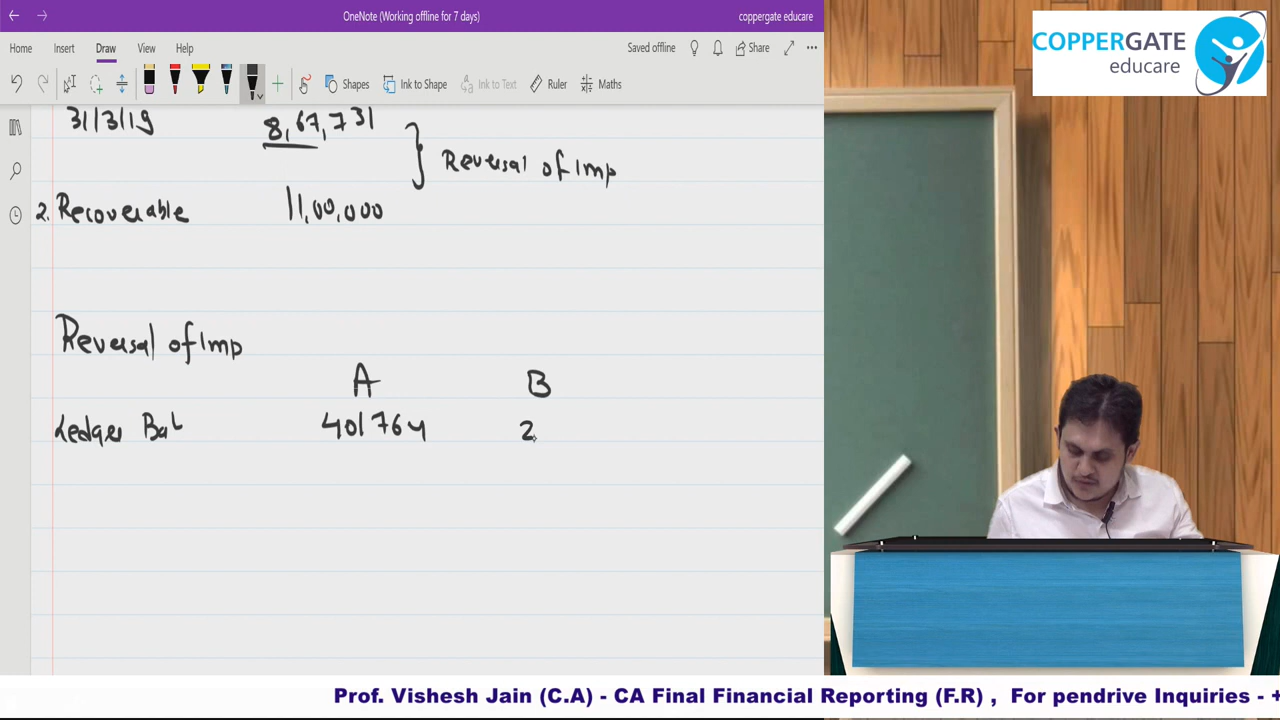 OneNote (Working offline for 7 days)
coppergate educare
Home Insert Draw View Help
Saved offline
Share
Shapes
Ink to Shape
Ink to Text
Ruler
Maths
COPPERGATE
educare
31/3/19 8,67,731
Reversal of Imp
2. Recoverable 11,00,000
Reversal of Imp
A B
Ledger Bal 401764 2
Prof. Vishesh Jain (C.A) - CA Final Financial Reporting (F.R) , For pendrive Inquiries - +